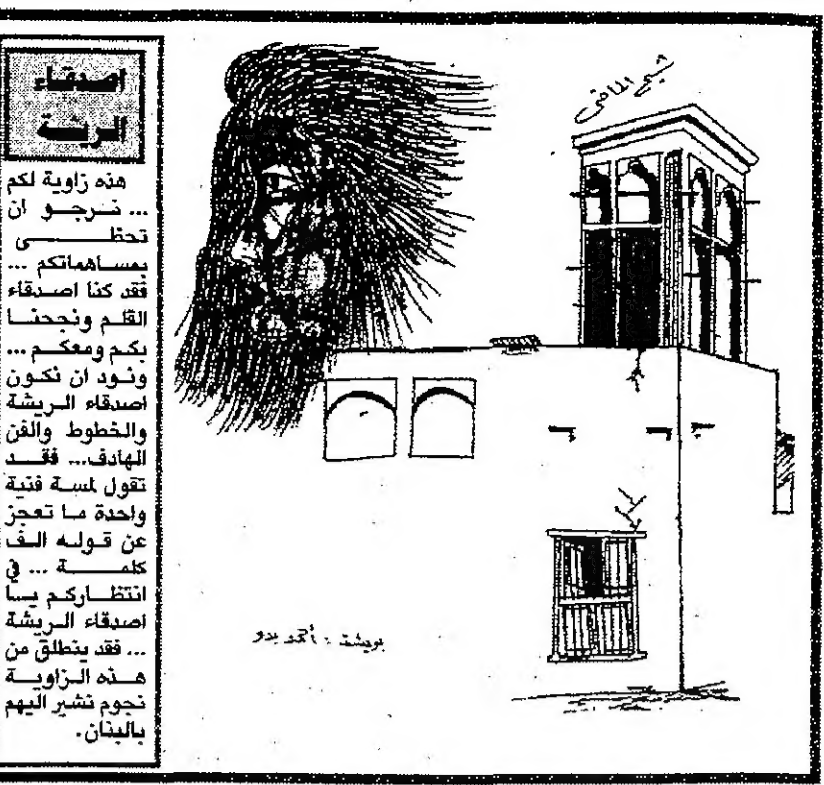 اصدقاء
الريشة
هذه زاوية لكم
... نرجو ان
تحظى
بمساهماتكم ...
فقد كنا اصدقاء
القلم ونجحنا
بكم ومعكم ...
ونود ان نكون
اصدقاء الريشة
والخطوط والفن
الهادف... فقد
تقول لمسة فنية
واحدة ما تعجز
عن قوله الف
كلمة ... في
انتظاركم يا
اصدقاء الريشة
... فقد ينطلق من
هذه الزاوية
نجوم نشير اليهم
بالبنان.
الماضي
بريشة : أحمد بدو